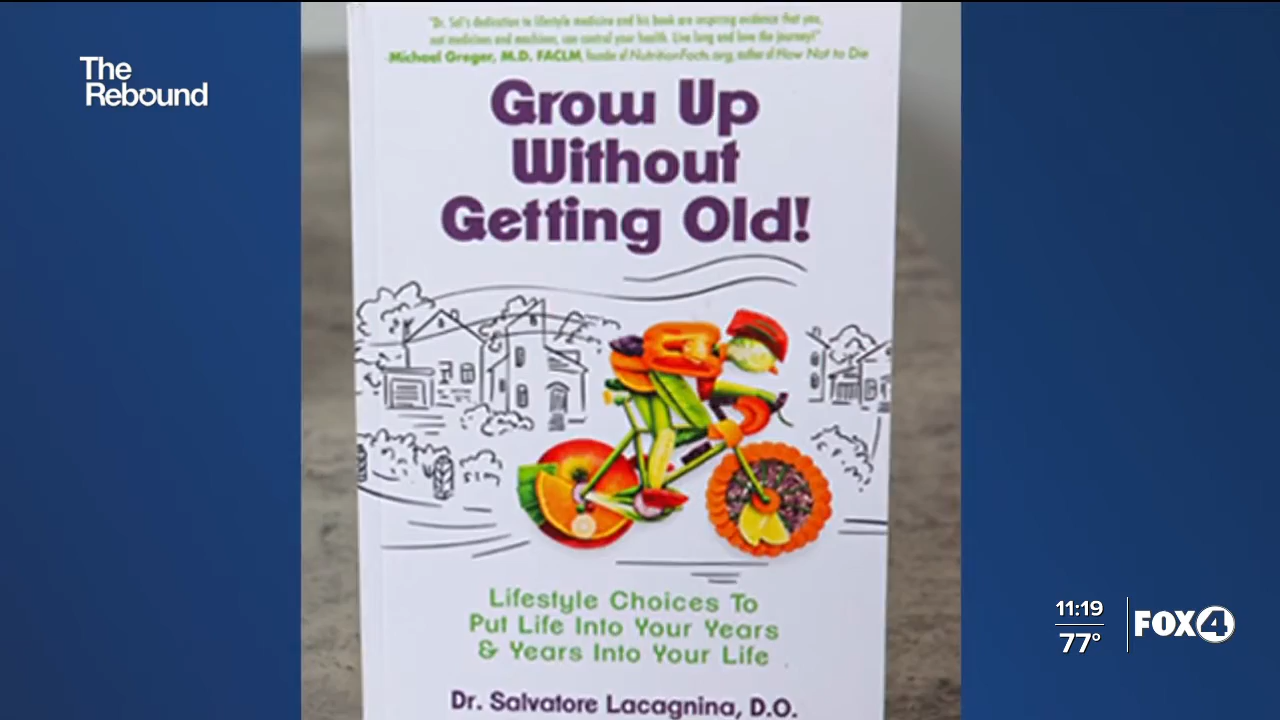 The
Rebound
"Dr. Sal's dedication to lifestyle medicine and his book are inspiring evidence that you,
not medicines and machines, can control your health. Live long and love the journey!"
-Michael Greger, M.D. FACLM, founder of NutritionFacts.org, author of How Not to Die
Grow Up
Without
Getting Old!
Lifestyle Choices To
Put Life Into Your Years
& Years Into Your Life
Dr. Salvatore Lacagnina, D.O.
11:19
77°
FOX 4